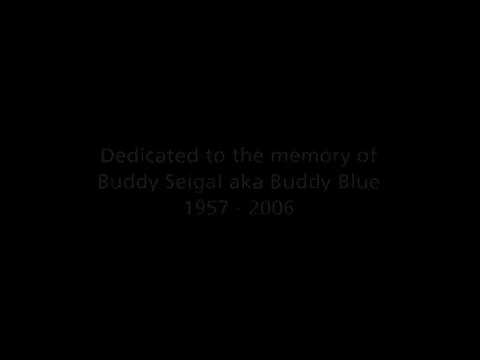 Dedicated to the memory of
Buddy Seigal aka Buddy Blue
1957 - 2006